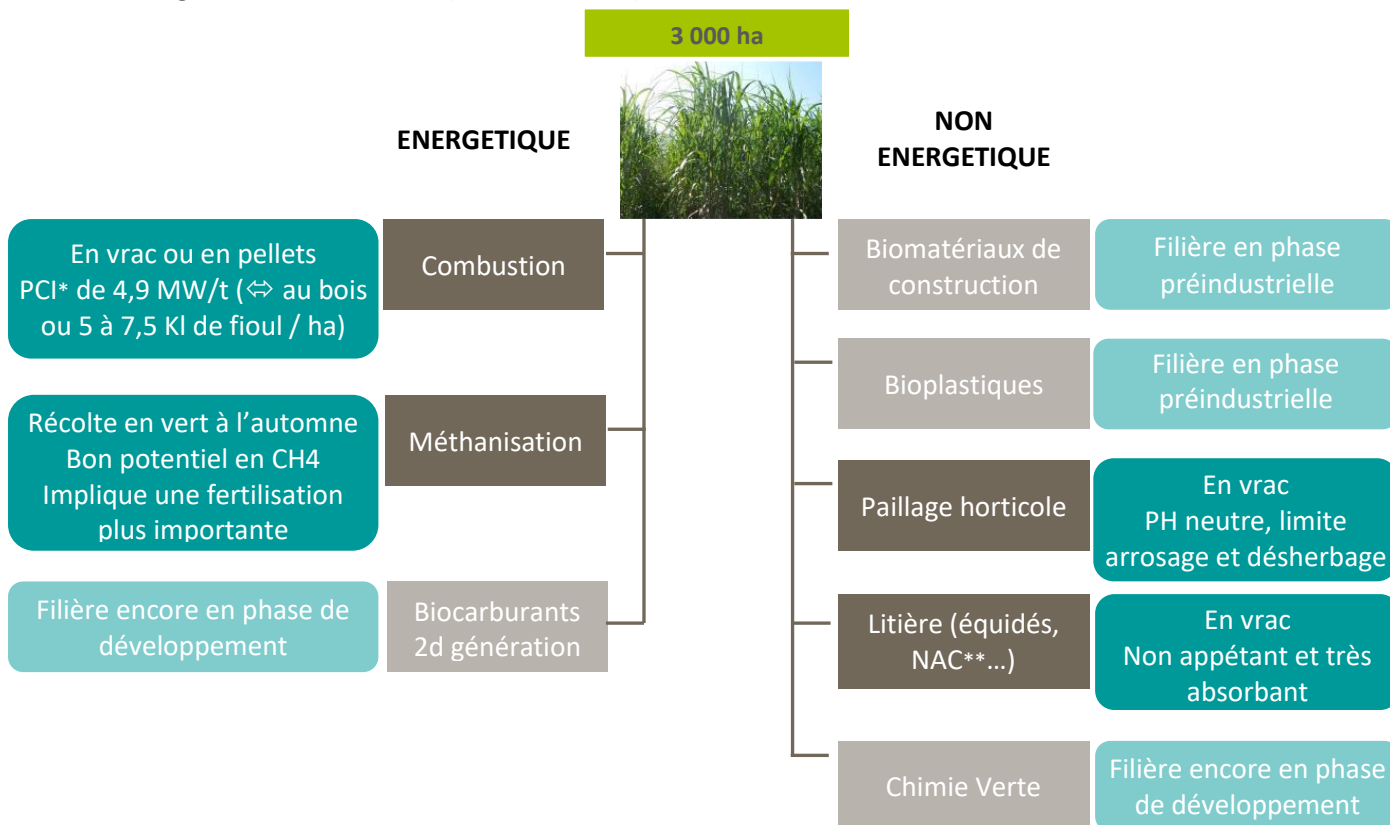 3 000 ha
ENERGETIQUE
NON
ENERGETIQUE
En vrac ou en pellets
PCI* de 4,9 MW/t (⬄ au bois
ou 5 à 7,5 Kl de fioul / ha)
Combustion
Récolte en vert à l’automne
Bon potentiel en CH4
Implique une fertilisation
plus importante
Méthanisation
Filière encore en phase de
développement
Biocarburants
2d génération
Biomatériaux de
construction
Filière en phase
préindustrielle
Bioplastiques
Filière en phase
préindustrielle
Paillage horticole
En vrac
PH neutre, limite
arrosage et désherbage
Litière (équidés,
NAC**…)
En vrac
Non appétant et très
absorbant
Chimie Verte
Filière encore en phase
de développement